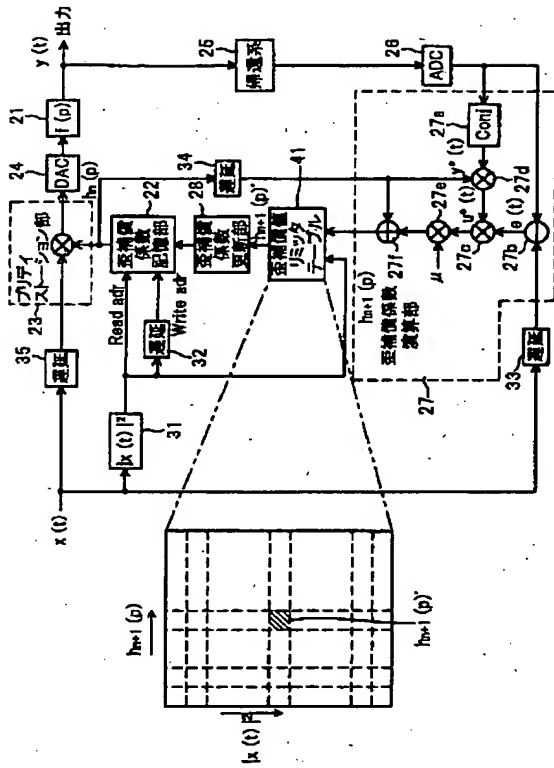 x(t)
35
遅延
プリディ
ストーション部
23
24
DAC
hn(p)
21
f(p)
y(t)
出力
31
|x(t)|²
Read adr
22
歪補償
係数
記憶部
32
遅延
Write adr
28
歪補償
係数
更新部
34
遅延
25
帰還系
26
ADC
hn+1(p)'
41
歪補償値
リミッタ
テーブル
27a
Conj
y*(t)
27d
u*(t)
27c
27e
μ
27f
e(t)
27b
hn+1(p)
歪補償係数
演算部
27
33
遅延
hn+1(p)
|x(t)|²
hn+1(p)'